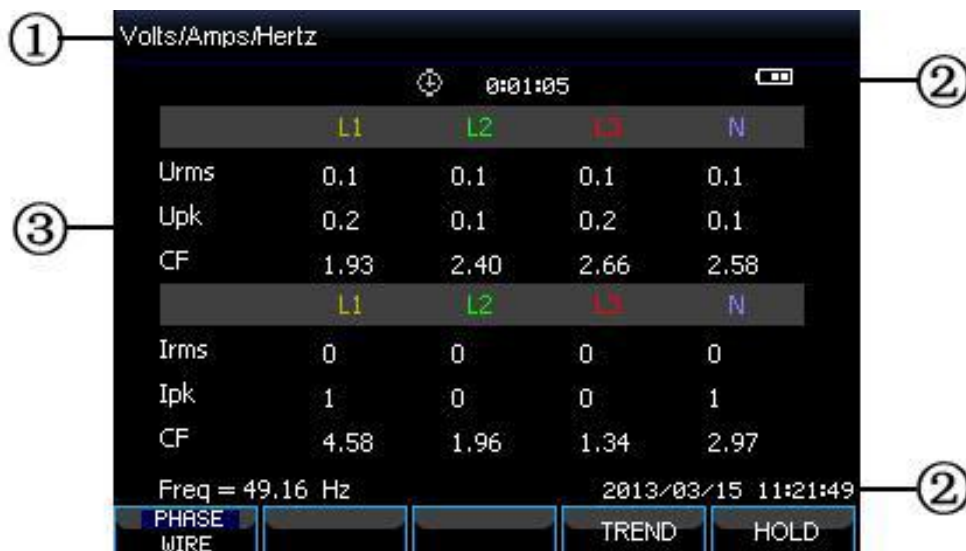 ① Volts/Amps/Hertz
0:01:05 ②
L1 L2 L3 N
Urms 0.1 0.1 0.1 0.1
③ Upk 0.2 0.1 0.2 0.1
CF 1.93 2.40 2.66 2.58
L1 L2 L3 N
Irms 0 0 0 0
Ipk 1 0 0 1
CF 4.58 1.96 1.34 2.97
Freq = 49.16 Hz 2013/03/15 11:21:49 ②
PHASE TREND HOLD
WIRE